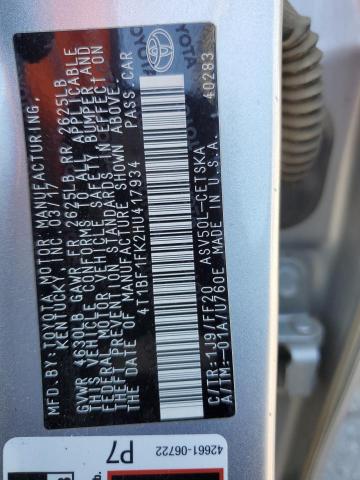 MFD.BY: TOYOTA MOTOR MANUFACTURING,
KENTUCKY, INC. 03/17
GVWR 4630LB GAWR FR 2625LB RR 2625LB
THIS VEHICLE CONFORMS TO ALL APPLICABLE
FEDERAL MOTOR VEHICLE SAFETY, BUMPER, AND
THEFT PREVENTION STANDARDS IN EFFECT ON
THE DATE OF MANUFACTURE SHOWN ABOVE.
4T1BF1FK2HU417934 PASS.CAR
TOYOTA
40283
C/TR:1J9/FF20 ASV50L-CETSKA
A/TM:-01A/U760E MADE IN U.S.A.
42661-06722
P7